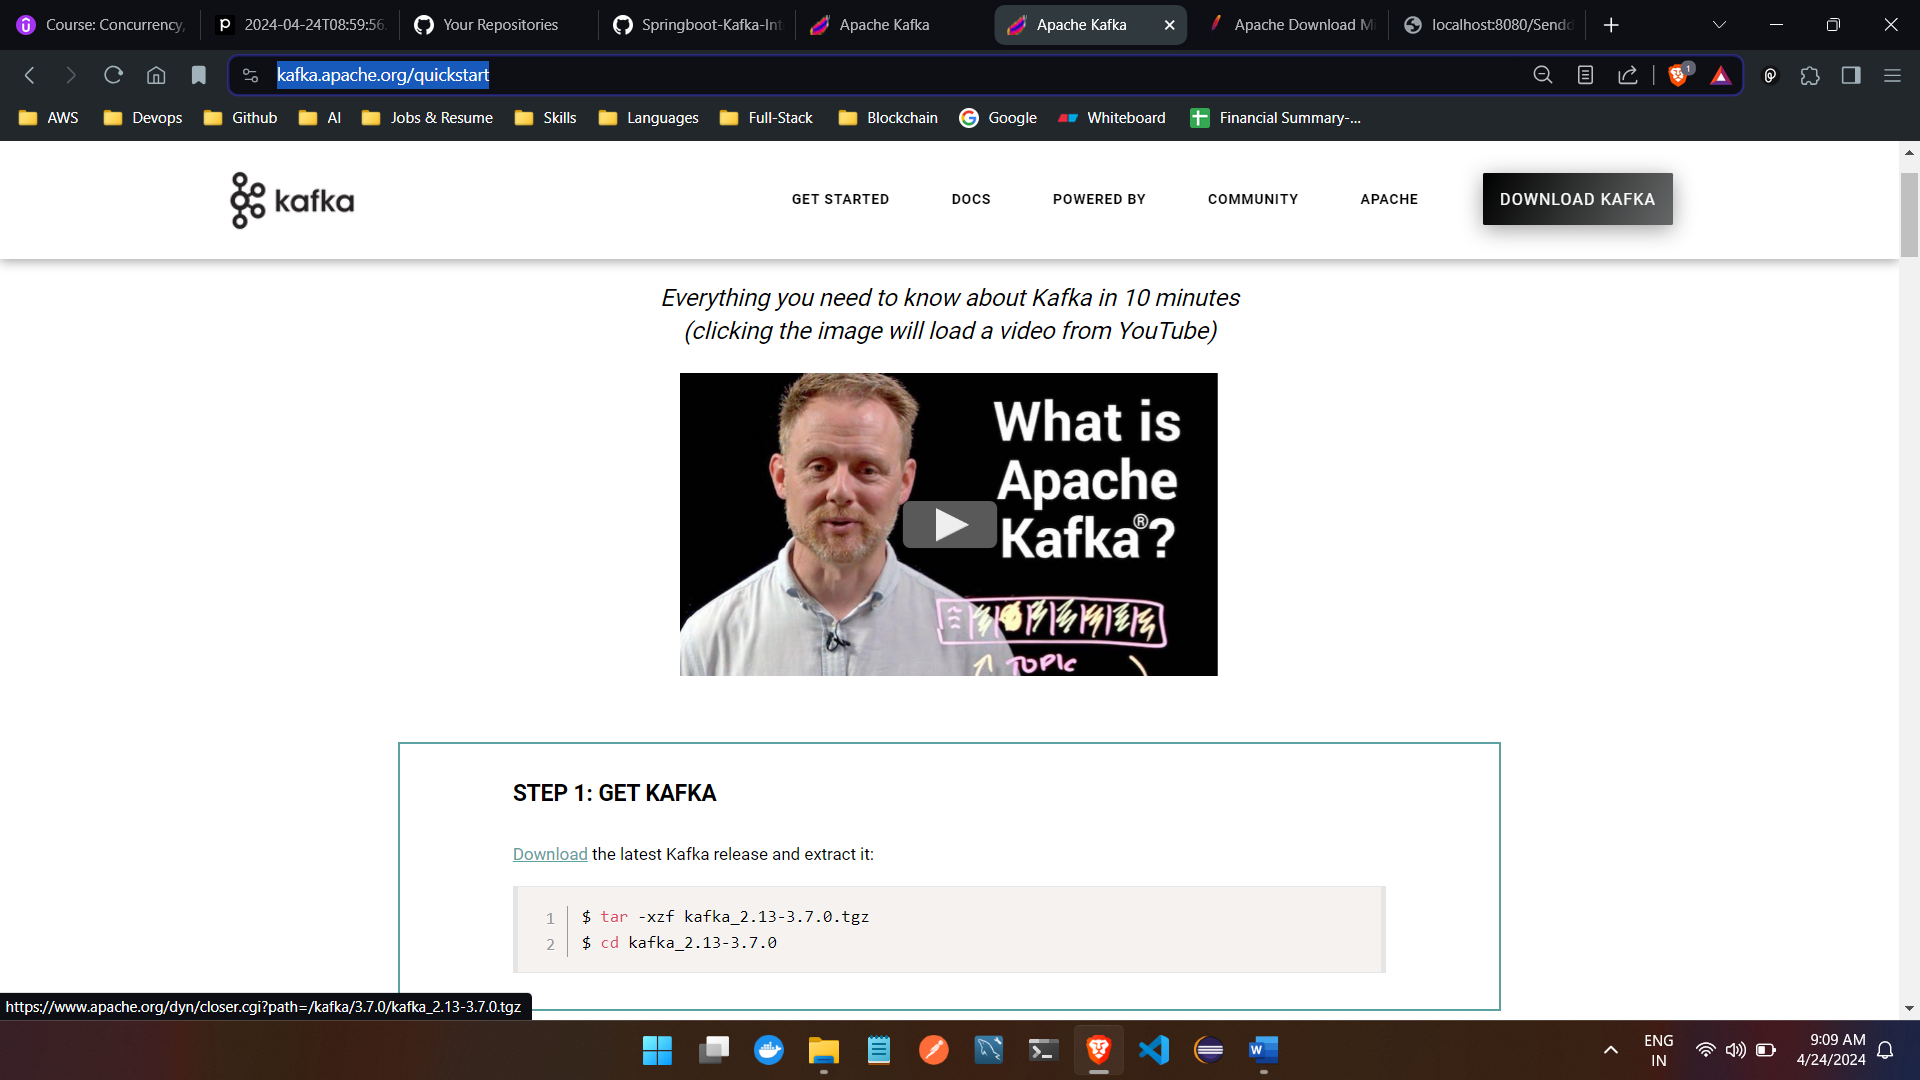 Course: Concurrency,
2024-04-24T08:59:56.
Your Repositories
Springboot-Kafka-Int
Apache Kafka
Apache Kafka
Apache Download Mi
localhost:8080/Sendd
kafka.apache.org/quickstart
1
AWS
Devops
Github
AI
Jobs & Resume
Skills
Languages
Full-Stack
Blockchain
Google
Whiteboard
Financial Summary-...
kafka
GET STARTED
DOCS
POWERED BY
COMMUNITY
APACHE
DOWNLOAD KAFKA
Everything you need to know about Kafka in 10 minutes
(clicking the image will load a video from YouTube)
What is
Apache
Kafka®?
TOPIC
STEP 1: GET KAFKA
Download the latest Kafka release and extract it:
1 $ tar -xzf kafka_2.13-3.7.0.tgz
2 $ cd kafka_2.13-3.7.0
https://www.apache.org/dyn/closer.cgi?path=/kafka/3.7.0/kafka_2.13-3.7.0.tgz
ENG
IN
9:09 AM
4/24/2024